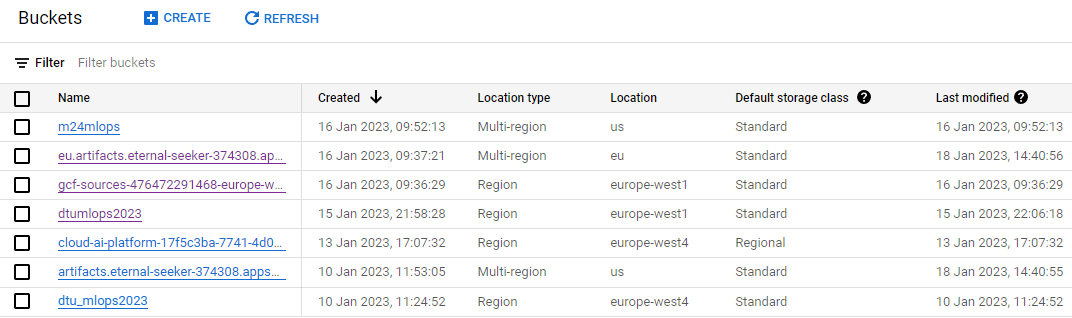 Buckets CREATE REFRESH
Filter Filter buckets
Name Created Location type Location Default storage class ? Last modified ?
m24mlops 16 Jan 2023, 09:52:13 Multi-region us Standard 16 Jan 2023, 09:52:13
eu.artifacts.eternal-seeker-374308.ap... 16 Jan 2023, 09:37:21 Multi-region eu Standard 18 Jan 2023, 14:40:56
gcf-sources-476472291468-europe-w... 16 Jan 2023, 09:36:29 Region europe-west1 Standard 16 Jan 2023, 09:36:29
dtumlops2023 15 Jan 2023, 21:58:28 Region europe-west1 Standard 15 Jan 2023, 22:06:18
cloud-ai-platform-17f5c3ba-7741-4d0... 13 Jan 2023, 17:07:32 Region europe-west4 Regional 13 Jan 2023, 17:07:32
artifacts.eternal-seeker-374308.apps... 10 Jan 2023, 11:53:05 Multi-region us Standard 18 Jan 2023, 14:40:55
dtu_mlops2023 10 Jan 2023, 11:24:52 Region europe-west4 Standard 10 Jan 2023, 11:24:52